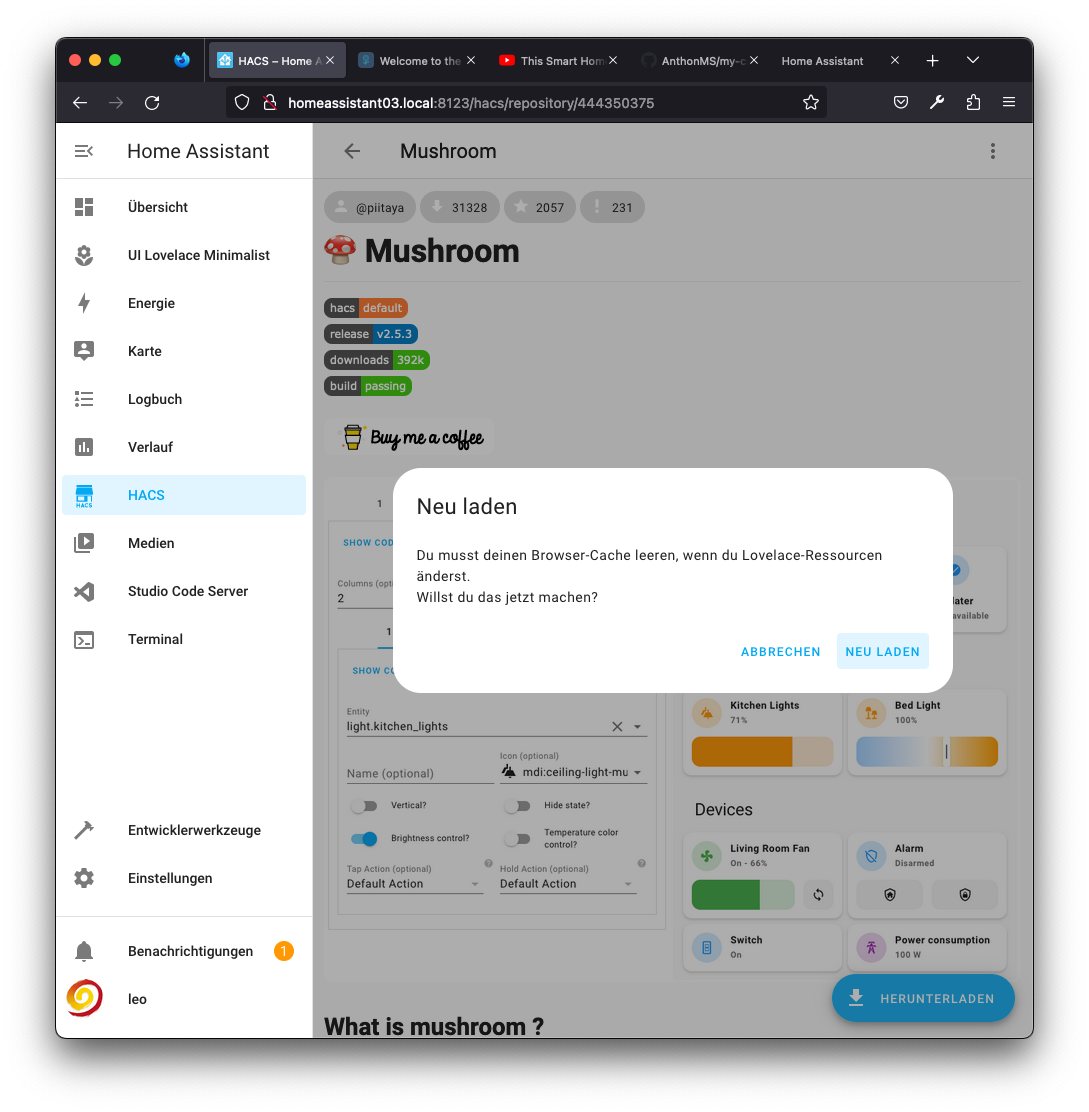 HACS – Home A
Welcome to the
This Smart Hom
AnthonMS/my-c
Home Assistant
homeassistant03.local:8123/hacs/repository/444350375
Home Assistant
Mushroom
Übersicht
UI Lovelace Minimalist
Energie
Karte
Logbuch
Verlauf
HACS
HACS
Medien
Studio Code Server
Terminal
Entwicklerwerkzeuge
Einstellungen
Benachrichtigungen 1
leo
@piitaya 31328 2057 231
Mushroom
hacs default
release v2.5.3
downloads 392k
build passing
Buy me a coffee
1
SHOW COD
Columns (opti
2
1
SHOW CO
Neu laden
Du musst deinen Browser-Cache leeren, wenn du Lovelace-Ressourcen
änderst.
Willst du das jetzt machen?
ABBRECHEN NEU LADEN
later
available
Entity
light.kitchen_lights
Name (optional)
Icon (optional)
mdi:ceiling-light-mu
Vertical? Hide state?
Brightness control? Temperature color
control?
Tap Action (optional) Hold Action (optional)
Default Action Default Action
Kitchen Lights
71%
Bed Light
100%
Devices
Living Room Fan
On - 66%
Alarm
Disarmed
Switch
On
Power consumption
100 W
HERUNTERLADEN
What is mushroom ?